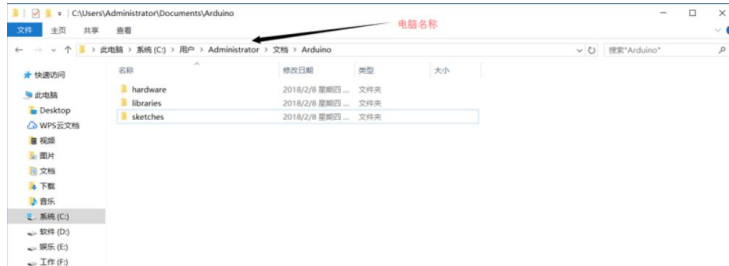 C:\Users\Administrator\Documents\Arduino
文件 主页 共享 查看
电脑名称
此电脑 › 系统 (C:) › 用户 › Administrator › 文档 › Arduino
搜索"Arduino"
名称 修改日期 类型 大小
快速访问
hardware 2018/2/8 星期四 ... 文件夹
此电脑
libraries 2018/2/8 星期四 ... 文件夹
Desktop
sketches 2018/2/8 星期四 ... 文件夹
WPS云文档
视频
图片
文档
下载
音乐
系统 (C:)
软件 (D:)
娱乐 (E:)
工作 (F:)